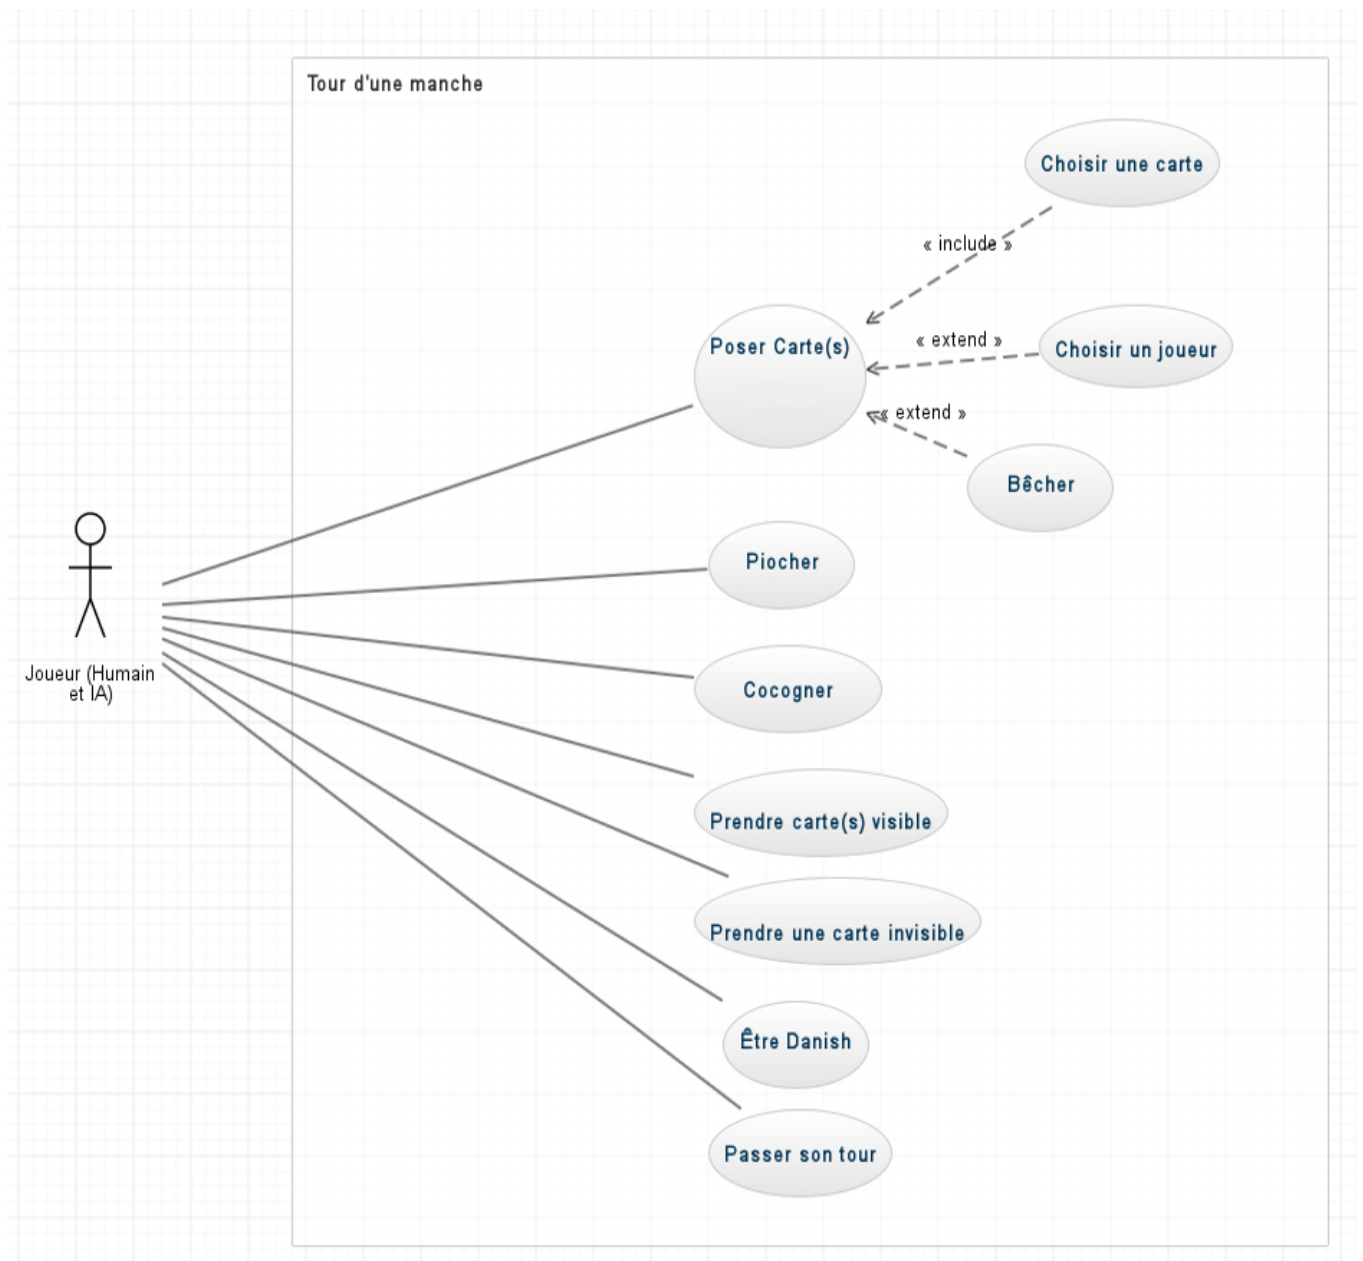 Tour d'une manche
Choisir une carte
« include »
« extend »
Poser Carte(s)
Choisir un joueur
« extend »
Bêcher
Piocher
Joueur (Humain
et IA)
Cocogner
Prendre carte(s) visible
Prendre une carte invisible
Être Danish
Passer son tour